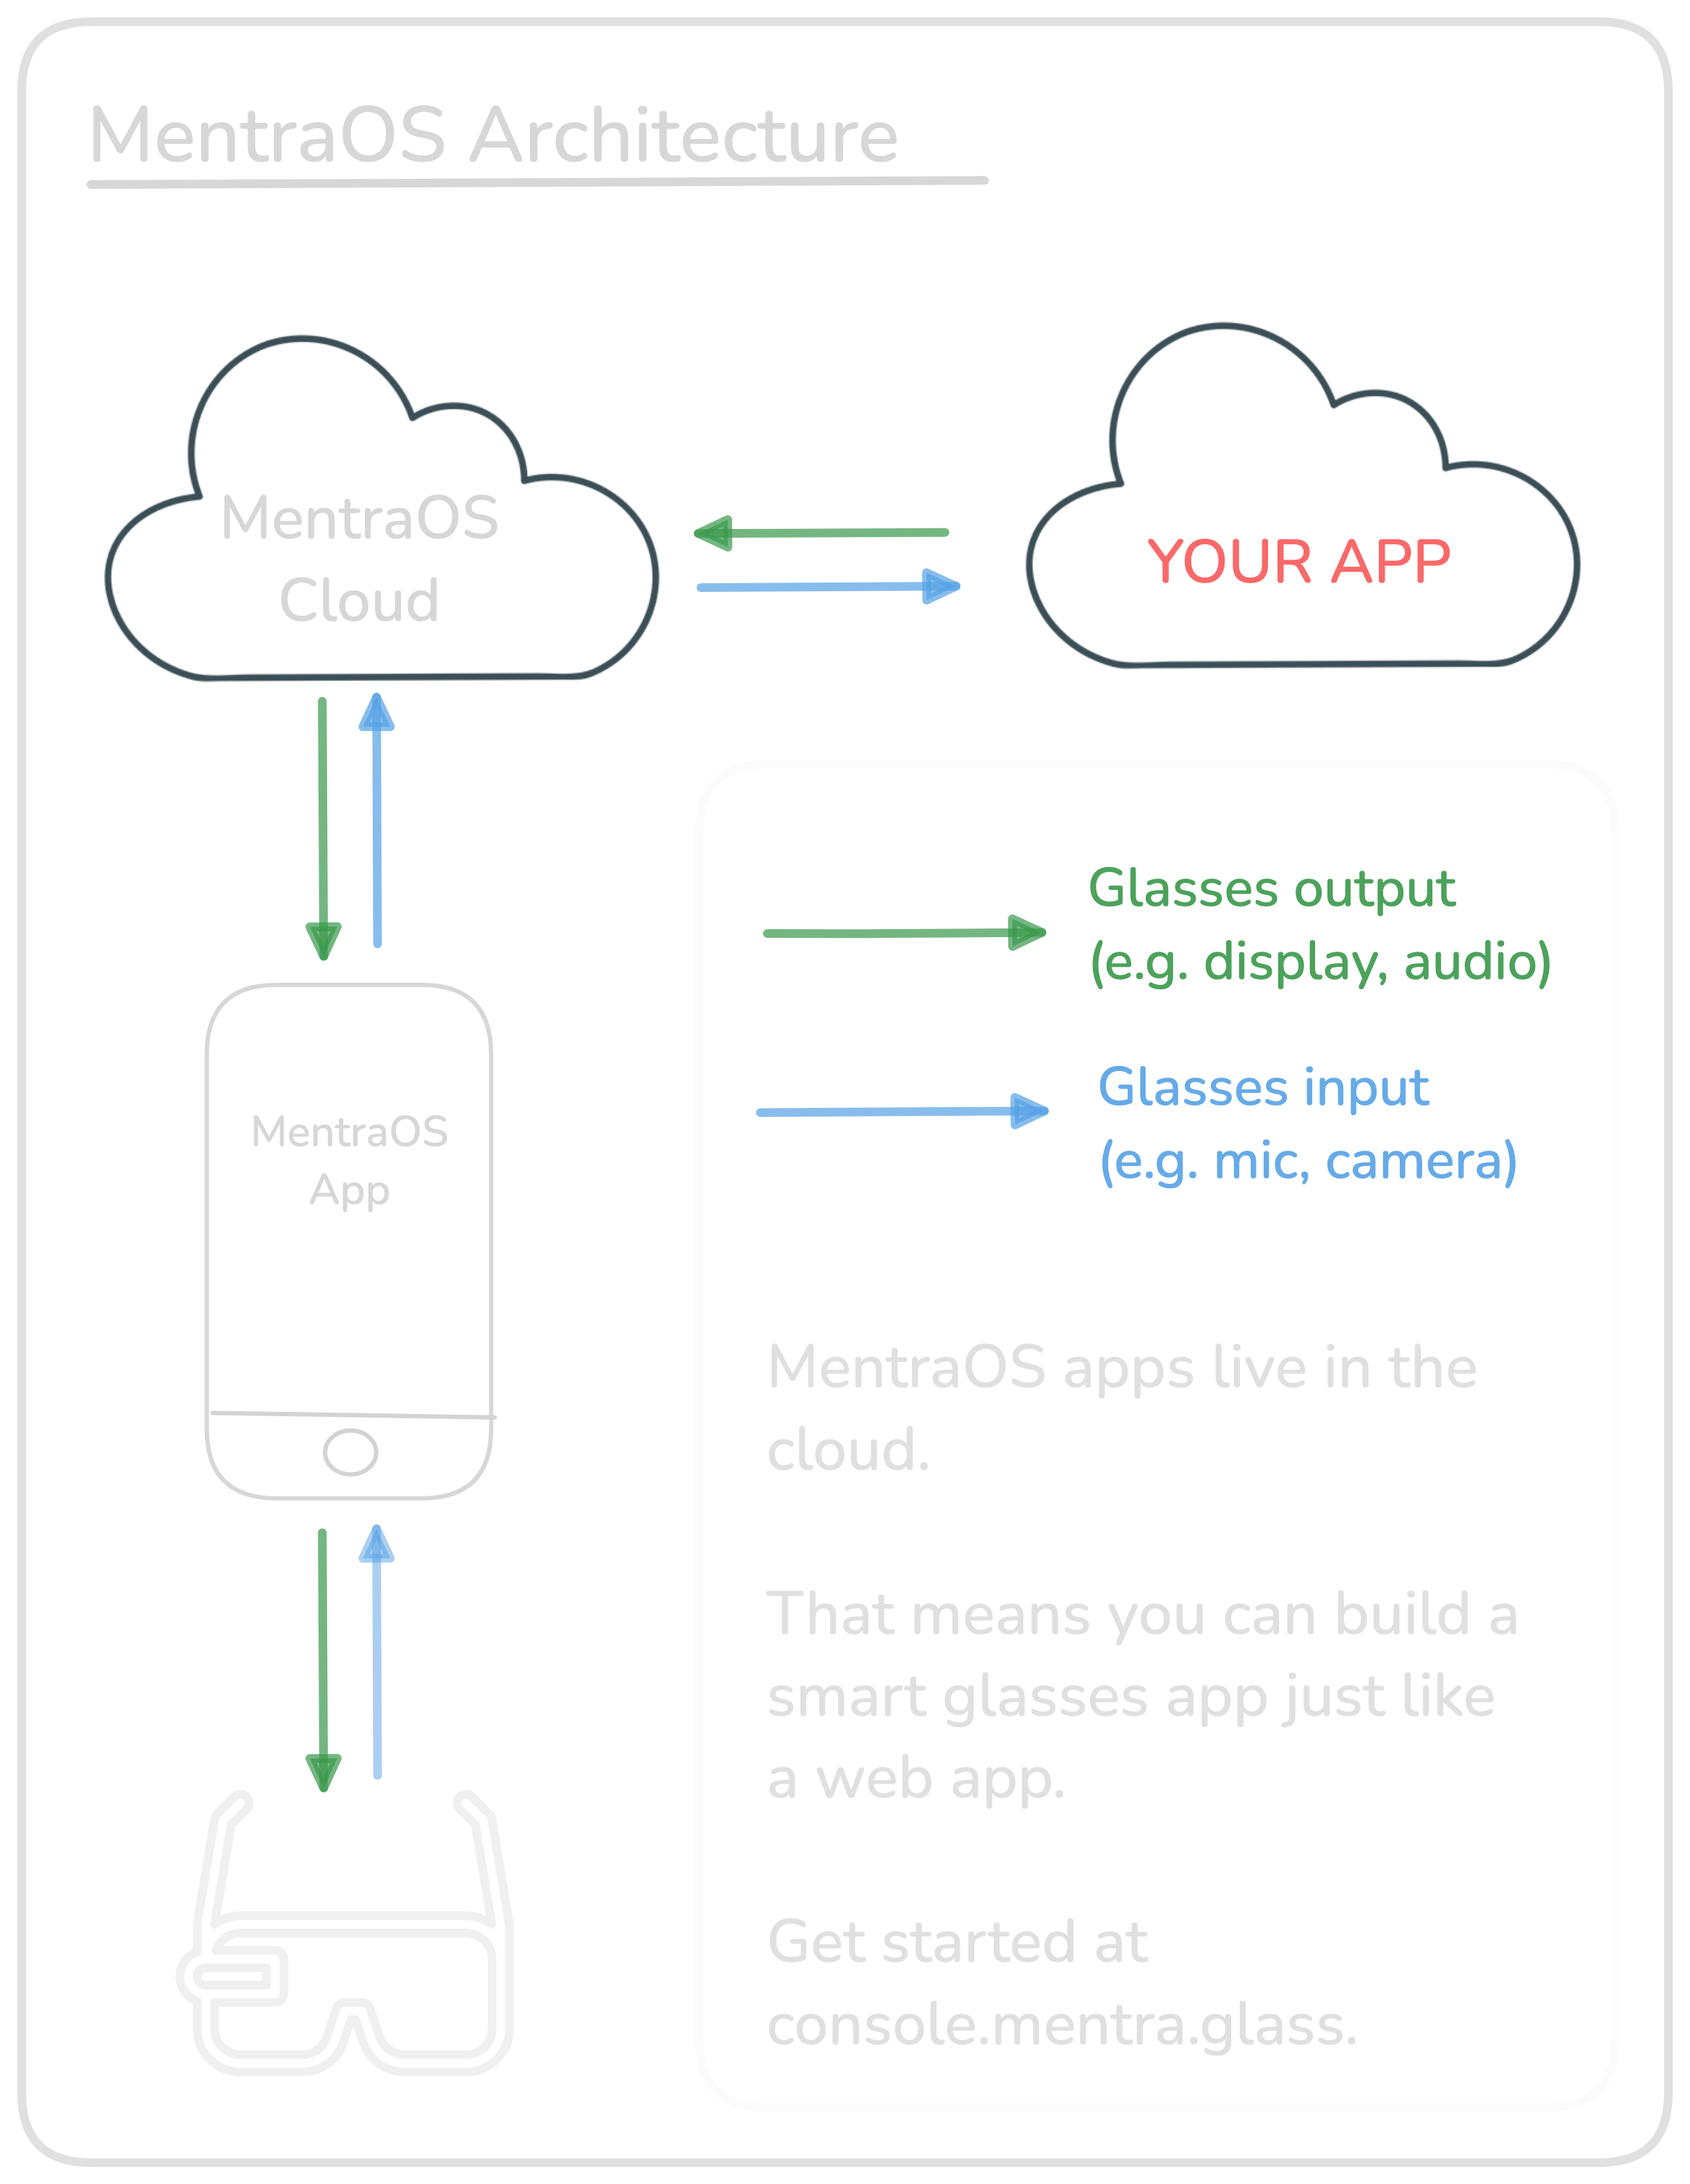 MentraOS Architecture
MentraOS
Cloud
YOUR APP
Glasses output
(e.g. display, audio)
Glasses input
(e.g. mic, camera)
MentraOS
App
MentraOS apps live in the
cloud.
That means you can build a
smart glasses app just like
a web app.
Get started at
console.mentra.glass.